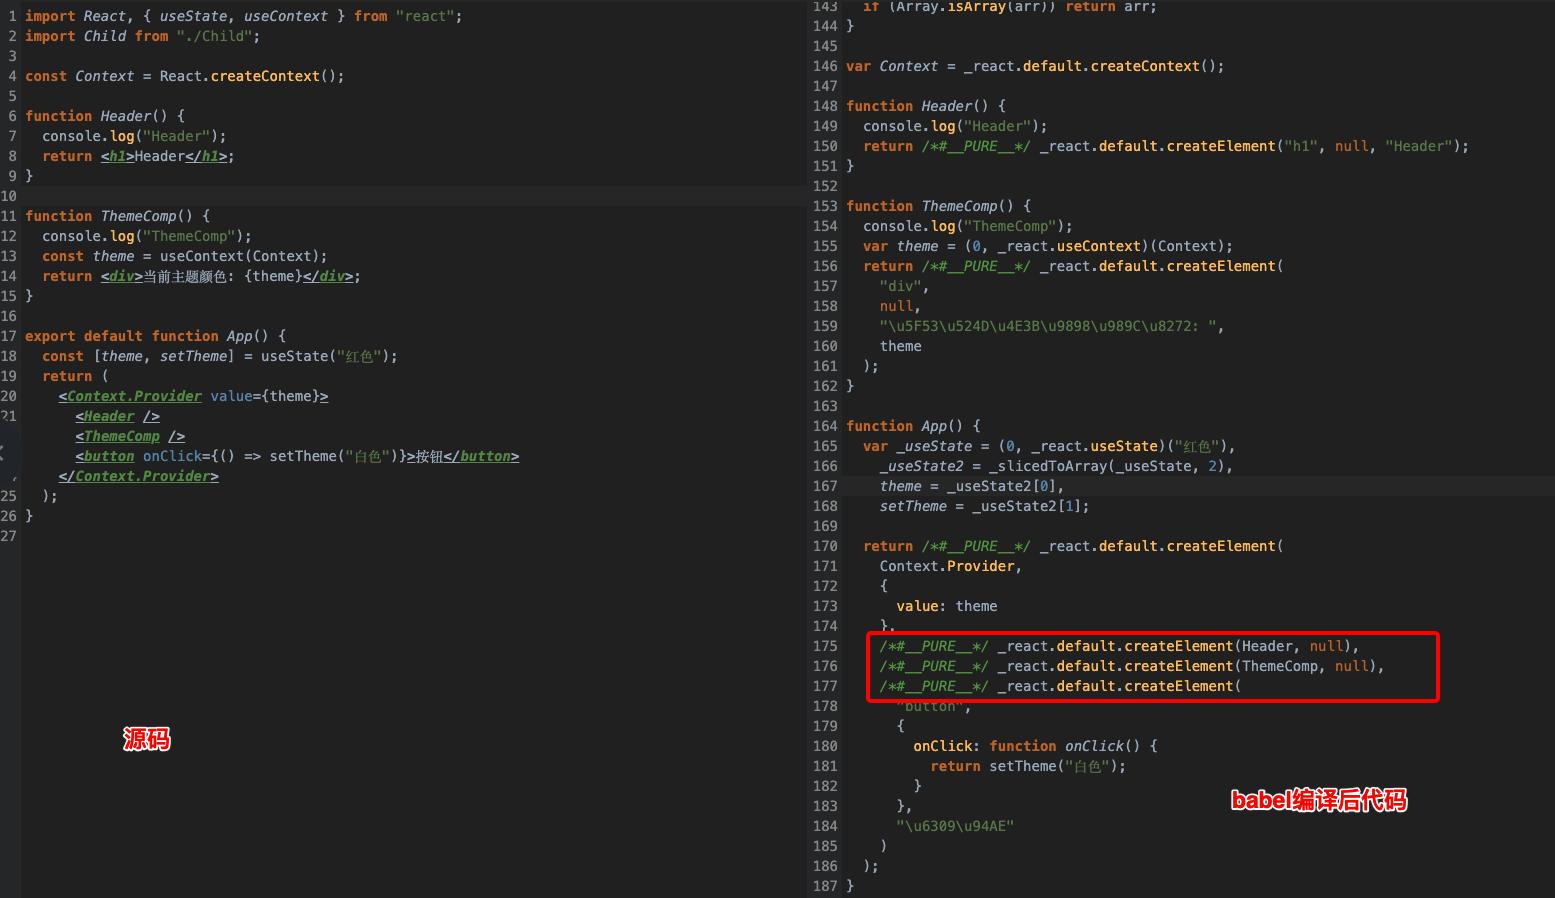 1 import React, { useState, useContext } from "react";
2 import Child from "./Child";
3
4 const Context = React.createContext();
5
6 function Header() {
7 console.log("Header");
8 return <h1>Header</h1>;
9 }
10
11 function ThemeComp() {
12 console.log("ThemeComp");
13 const theme = useContext(Context);
14 return <div>当前主题颜色: {theme}</div>;
15 }
16
17 export default function App() {
18 const [theme, setTheme] = useState("红色");
19 return (
20 <Context.Provider value={theme}>
21 <Header />
<ThemeComp />
<button onClick={() => setTheme("白色")}>按钮</button>
</Context.Provider>
25 );
26 }
27
源码
143 if (Array.isArray(arr)) return arr;
144 }
145
146 var Context = _react.default.createContext();
147
148 function Header() {
149 console.log("Header");
150 return /*#__PURE__*/ _react.default.createElement("h1", null, "Header");
151 }
152
153 function ThemeComp() {
154 console.log("ThemeComp");
155 var theme = (0, _react.useContext)(Context);
156 return /*#__PURE__*/ _react.default.createElement(
157 "div",
158 null,
159 "\u5F53\u524D\u4E3B\u9898\u989C\u8272: ",
160 theme
161 );
162 }
163
164 function App() {
165 var _useState = (0, _react.useState)("红色"),
166 _useState2 = _slicedToArray(_useState, 2),
167 theme = _useState2[0],
168 setTheme = _useState2[1];
169
170 return /*#__PURE__*/ _react.default.createElement(
171 Context.Provider,
172 {
173 value: theme
174 },
175 /*#__PURE__*/ _react.default.createElement(Header, null),
176 /*#__PURE__*/ _react.default.createElement(ThemeComp, null),
177 /*#__PURE__*/ _react.default.createElement(
178 "button",
179 {
180 onClick: function onClick() {
181 return setTheme("白色");
182 }
183 },
184 "\u6309\u94AE"
185 )
186 );
187 }
babel编译后代码